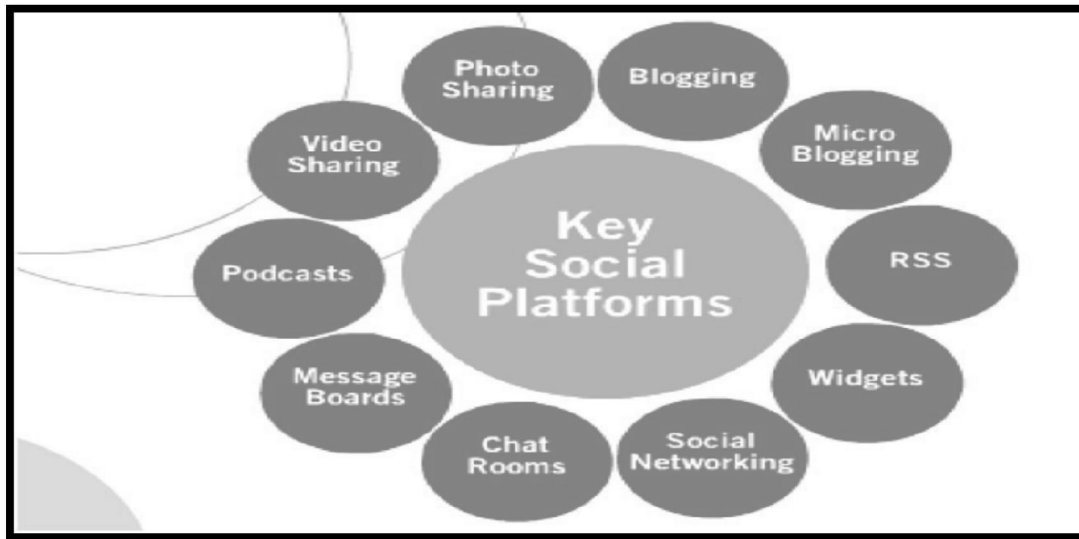 Key
Social
Platforms
Photo
Sharing
Blogging
Micro
Blogging
RSS
Widgets
Social
Networking
Chat
Rooms
Message
Boards
Podcasts
Video
Sharing